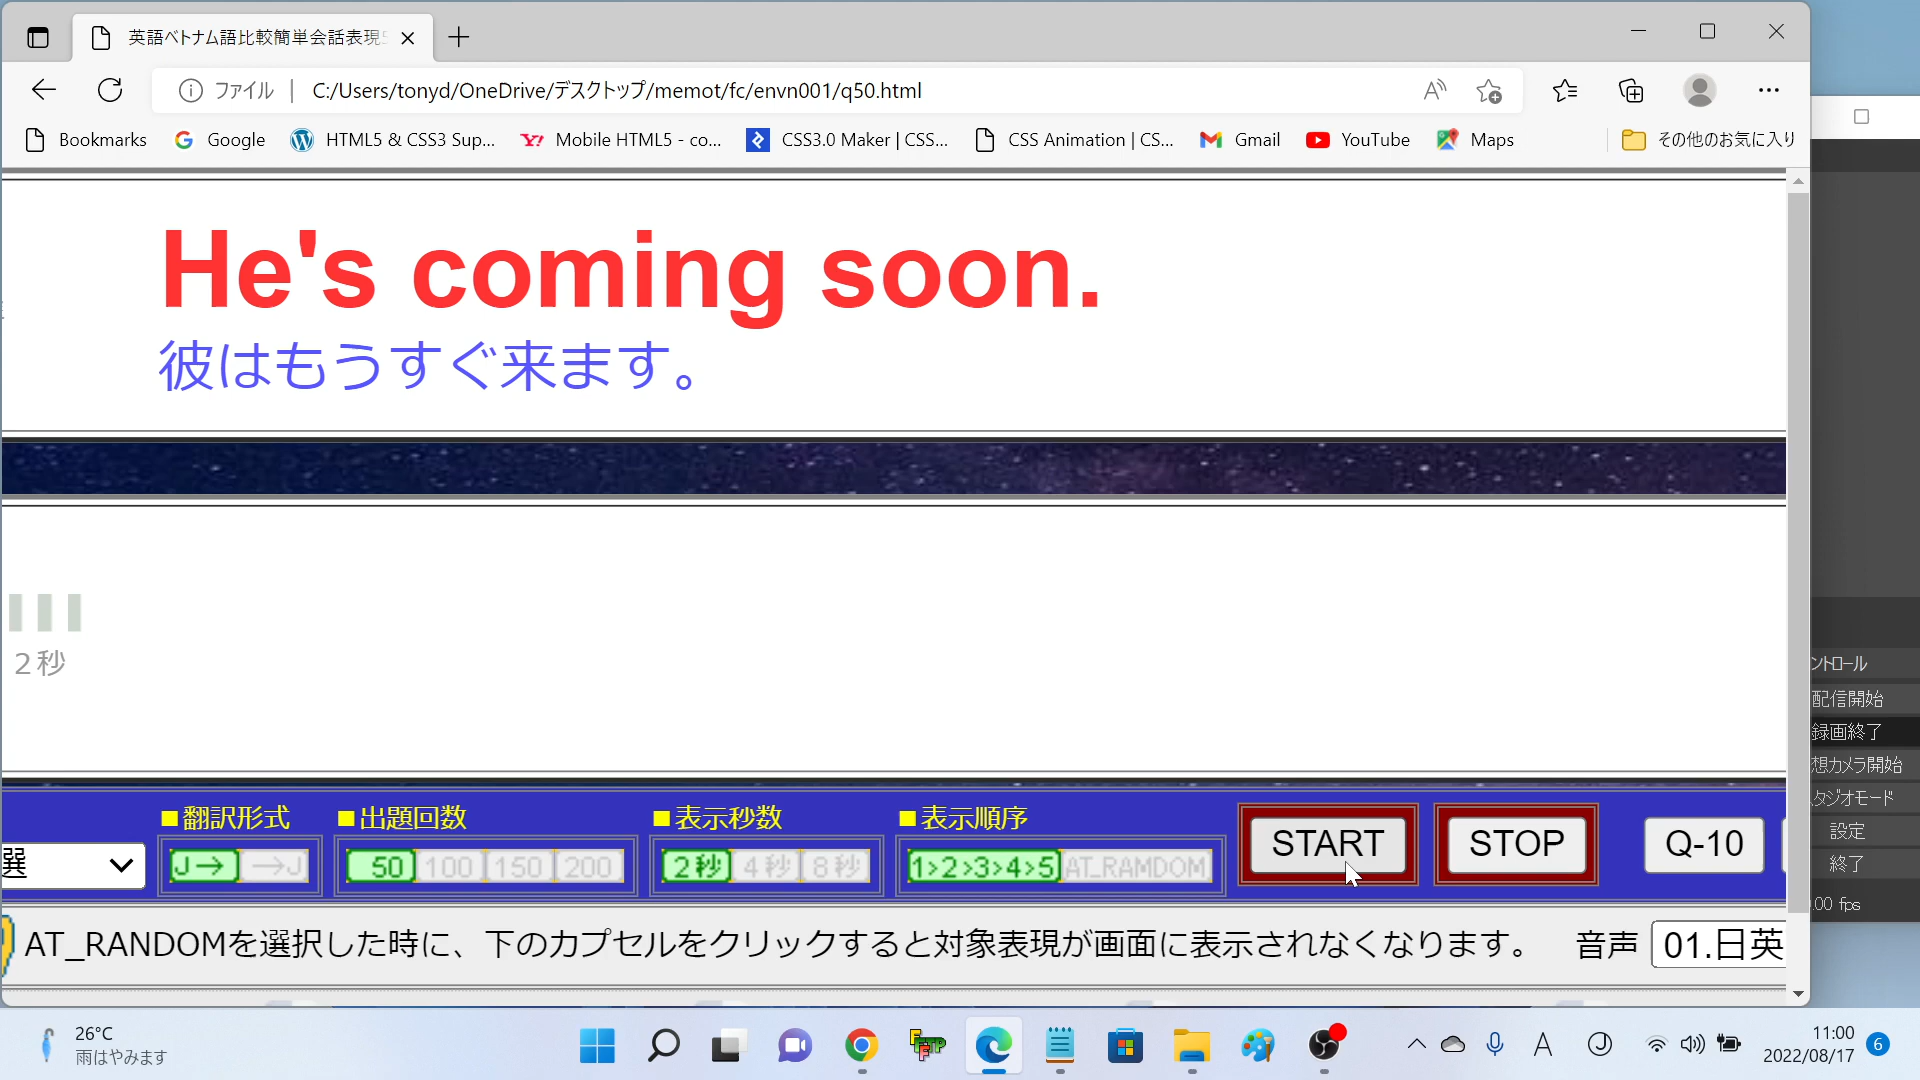 英語ベトナム語比較簡単会話表現5
ファイル
C:/Users/tonyd/OneDrive/デスクトップ/memot/fc/envn001/q50.html
Bookmarks
Google
HTML5 & CSS3 Sup...
Mobile HTML5 - co...
CSS3.0 Maker | CSS...
CSS Animation | CS...
Gmail
YouTube
Maps
その他のお気に入り
He's coming soon.
彼はもうすぐ来ます。
２秒
ントロール
配信開始
録画終了
想カメラ開始
タジオモード
設定
終了
.00 fps
■翻訳形式
■出題回数
■表示秒数
■表示順序
選
J→ →J
50 100 150 200
2秒 4秒 8秒
1>2>3>4>5 AT_RAMDOM
START
STOP
Q-10
AT_RANDOMを選択した時に、下のカプセルをクリックすると対象表現が画面に表示されなくなります。
音声
01.日英
26°C
雨はやみます
FFFTP
A
J
11:00
2022/08/17
6